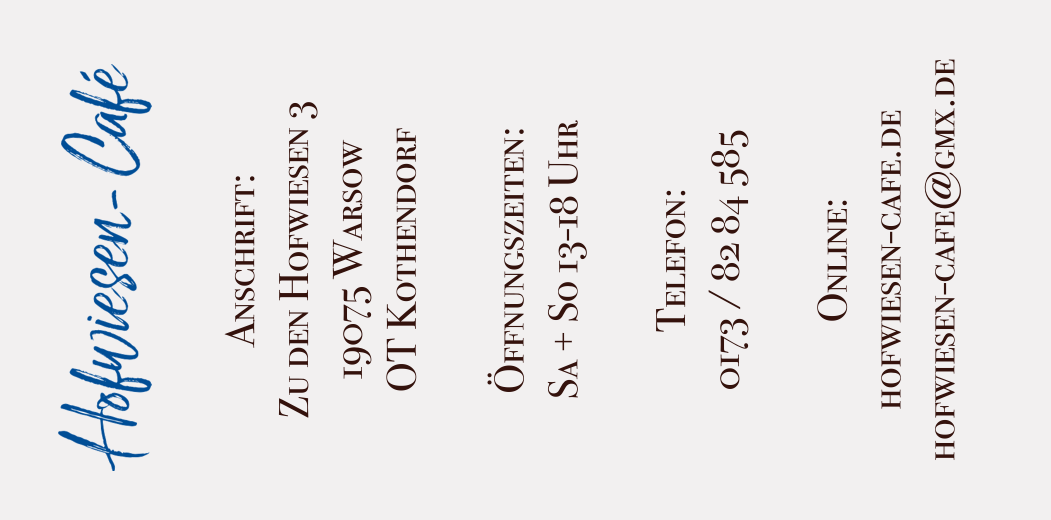 Hofwiesen-Café
Anschrift:
Zu den Hofwiesen 3
19075 Warsow
OT Kothendorf
Öffnungszeiten:
Sa + So 13-18 Uhr
Telefon:
0173 / 82 84 585
Online:
hofwiesen-cafe.de
hofwiesen-cafe@gmx.de